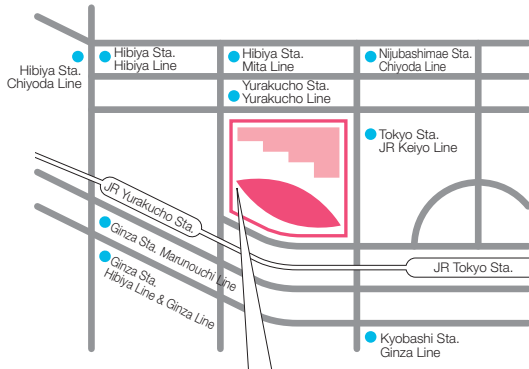 Hibiya Sta.
Chiyoda Line
Hibiya Sta.
Hibiya Line
Hibiya Sta.
Mita Line
Nijubashimae Sta.
Chiyoda Line
Yurakucho Sta.
Yurakucho Line
Tokyo Sta.
JR Keiyo Line
JR Yurakucho Sta.
Ginza Sta. Marunouchi Line
Ginza Sta.
Hibiya Line & Ginza Line
JR Tokyo Sta.
Kyobashi Sta.
Ginza Line